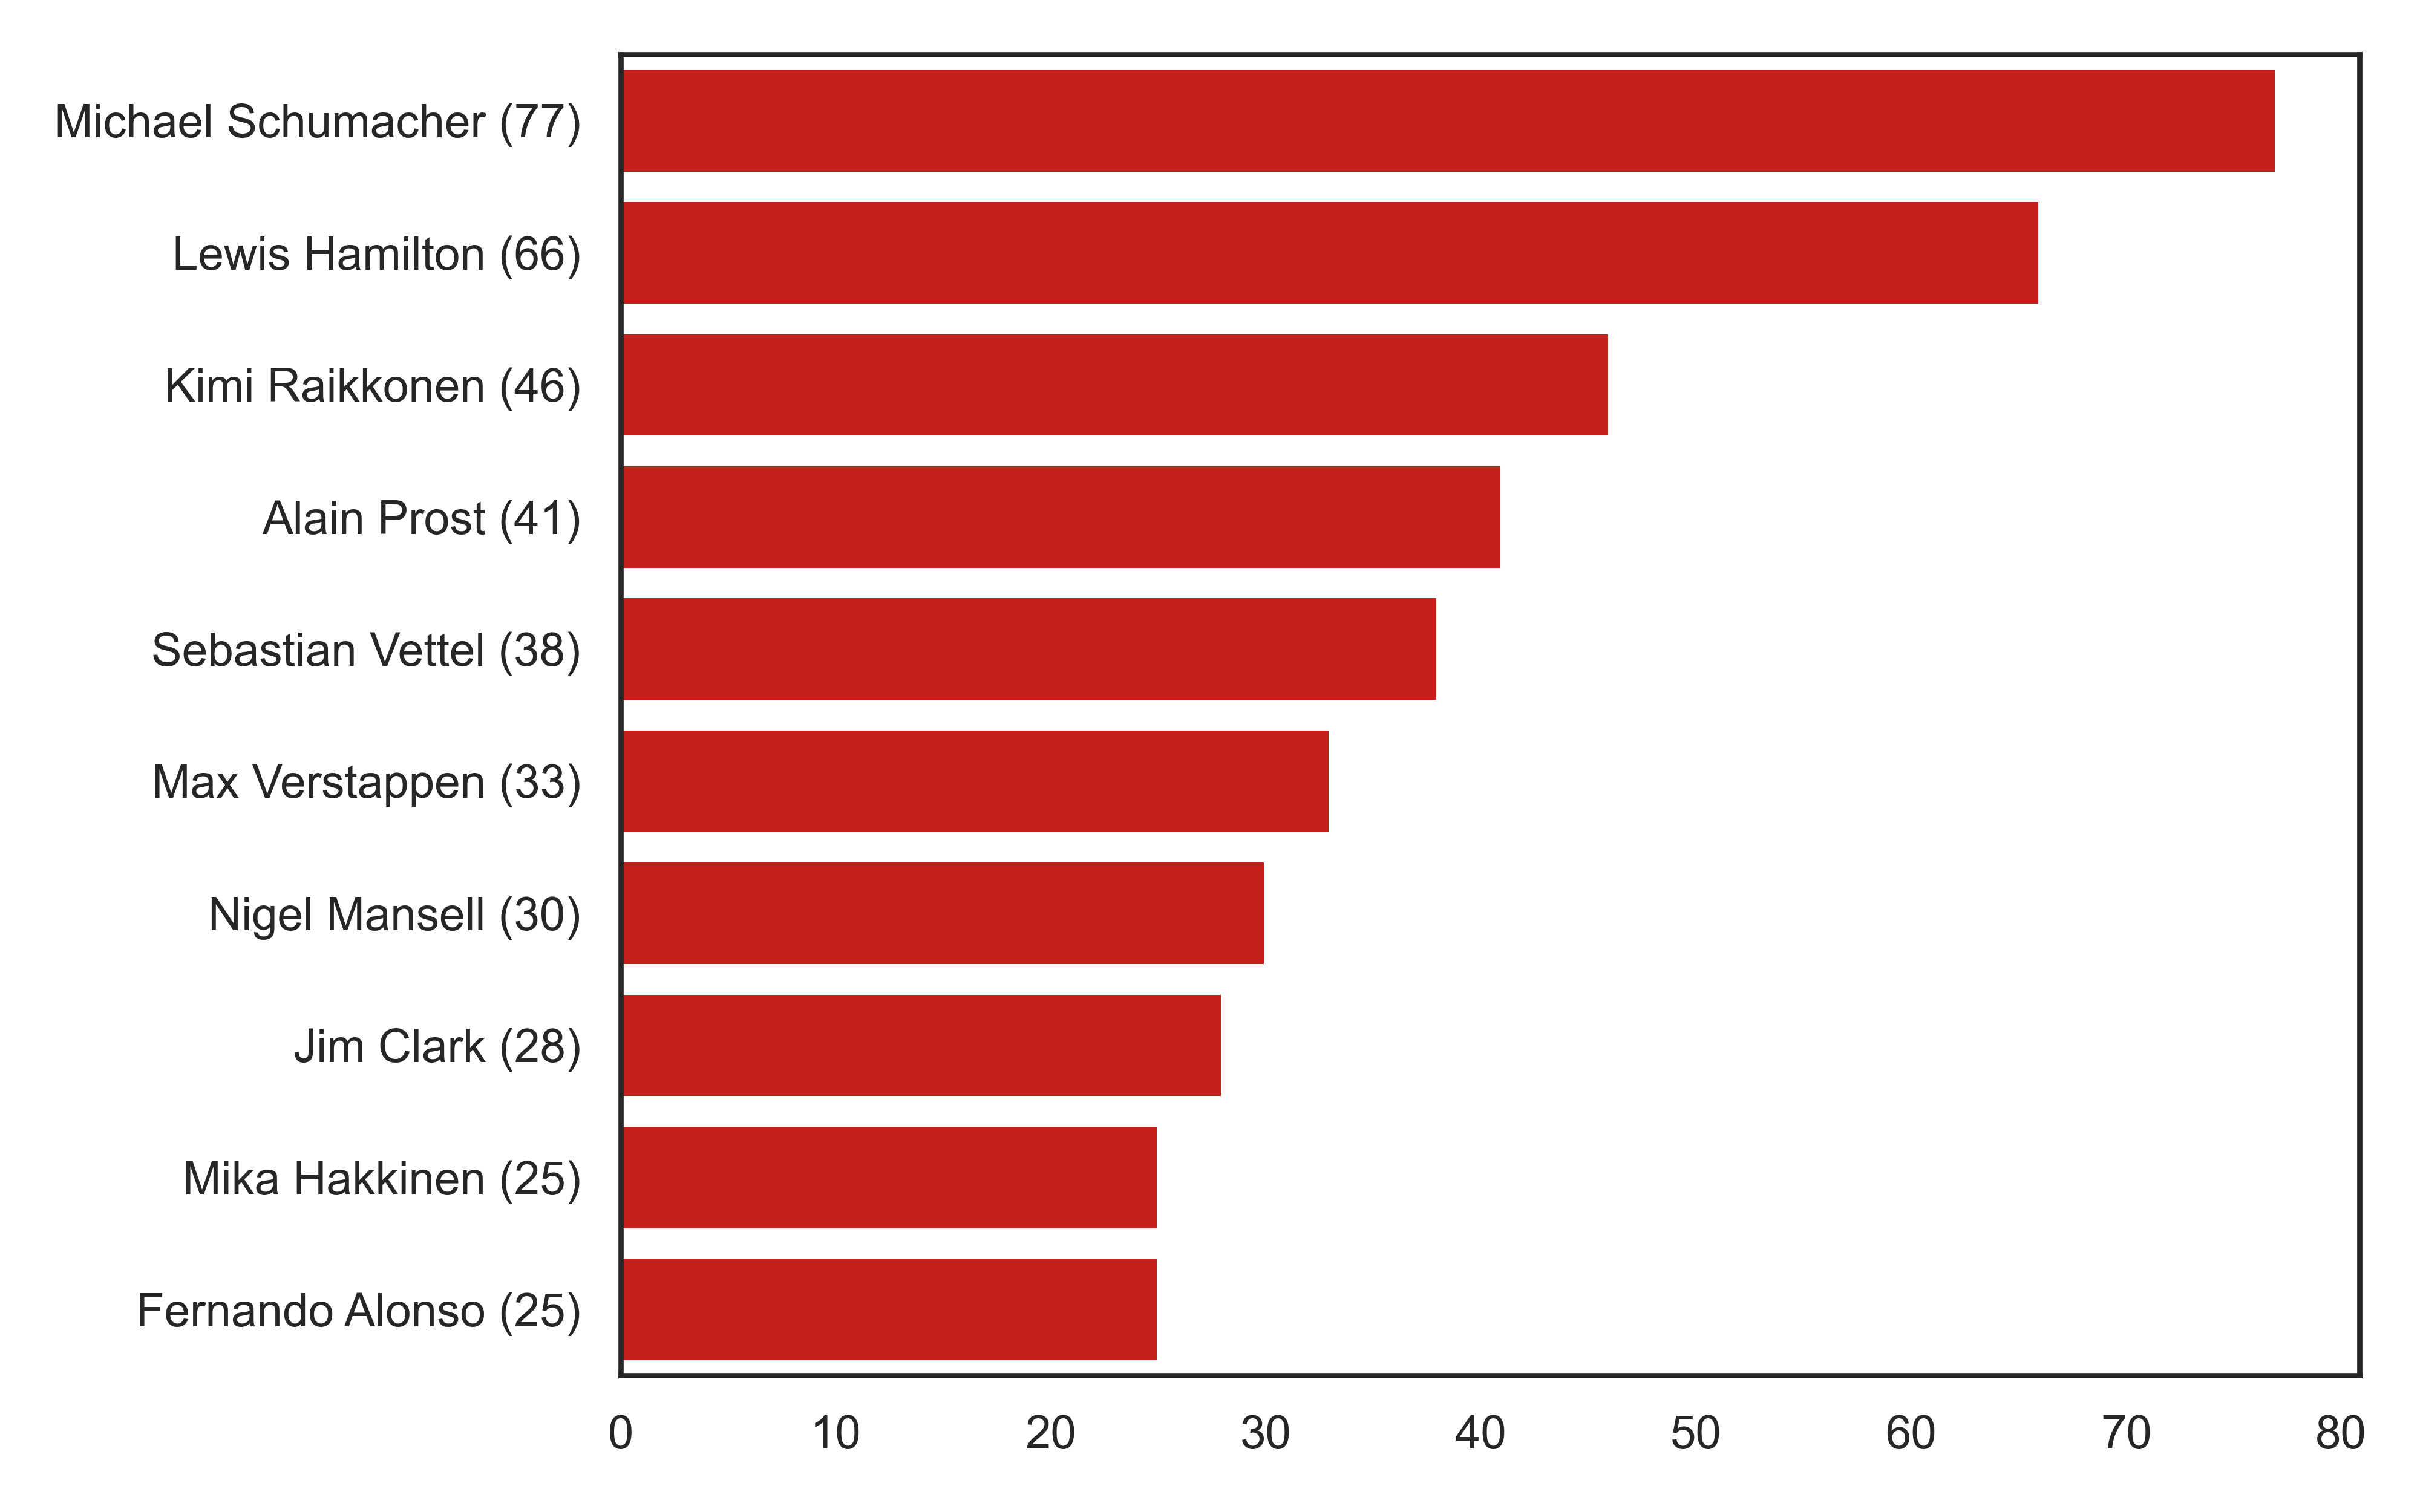 Michael Schumacher (77)
Lewis Hamilton (66)
Kimi Raikkonen (46)
Alain Prost (41)
Sebastian Vettel (38)
Max Verstappen (33)
Nigel Mansell (30)
Jim Clark (28)
Mika Hakkinen (25)
Fernando Alonso (25)
0 10 20 30 40 50 60 70 80